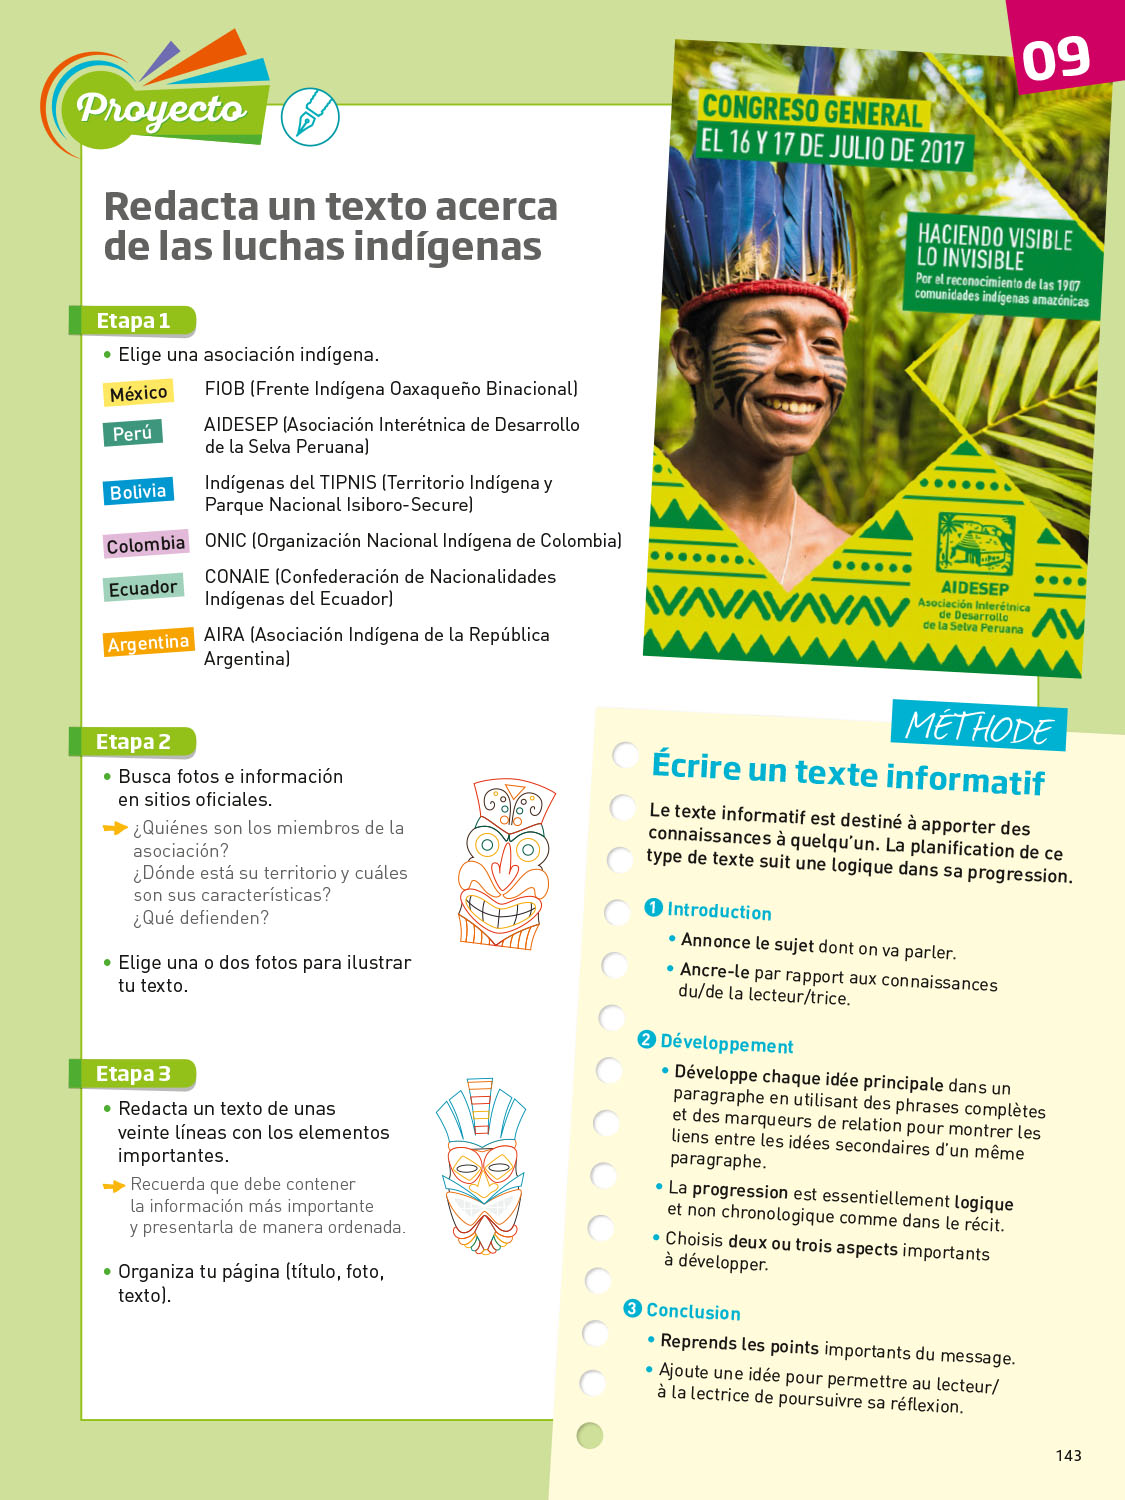 Proyecto
09
CONGRESO GENERAL
EL 16 Y 17 DE JULIO DE 2017
HACIENDO VISIBLE
LO INVISIBLE
Por el reconocimiento de las 1907
comunidades indígenas amazónicas
AIDESEP
Asociación Interétnica
de Desarrollo
de la Selva Peruana
Redacta un texto acerca
de las luchas indígenas
Etapa 1
• Elige una asociación indígena.
México FIOB (Frente Indígena Oaxaqueño Binacional)
Perú AIDESEP (Asociación Interétnica de Desarrollo
de la Selva Peruana)
Bolivia Indígenas del TIPNIS (Territorio Indígena y
Parque Nacional Isiboro-Secure)
Colombia ONIC (Organización Nacional Indígena de Colombia)
Ecuador CONAIE (Confederación de Nacionalidades
Indígenas del Ecuador)
Argentina AIRA (Asociación Indígena de la República
Argentina)
Etapa 2
• Busca fotos e información
en sitios oficiales.
¿Quiénes son los miembros de la
asociación?
¿Dónde está su territorio y cuáles
son sus características?
¿Qué defienden?
• Elige una o dos fotos para ilustrar
tu texto.
Etapa 3
• Redacta un texto de unas
veinte líneas con los elementos
importantes.
Recuerda que debe contener
la información más importante
y presentarla de manera ordenada.
• Organiza tu página (título, foto,
texto).
MÉTHODE
Écrire un texte informatif
Le texte informatif est destiné à apporter des
connaissances à quelqu'un. La planification de ce
type de texte suit une logique dans sa progression.
1 Introduction
• Annonce le sujet dont on va parler.
• Ancre-le par rapport aux connaissances
du/de la lecteur/trice.
2 Développement
• Développe chaque idée principale dans un
paragraphe en utilisant des phrases complètes
et des marqueurs de relation pour montrer les
liens entre les idées secondaires d'un même
paragraphe.
• La progression est essentiellement logique
et non chronologique comme dans le récit.
• Choisis deux ou trois aspects importants
à développer.
3 Conclusion
• Reprends les points importants du message.
• Ajoute une idée pour permettre au lecteur/
à la lectrice de poursuivre sa réflexion.
143